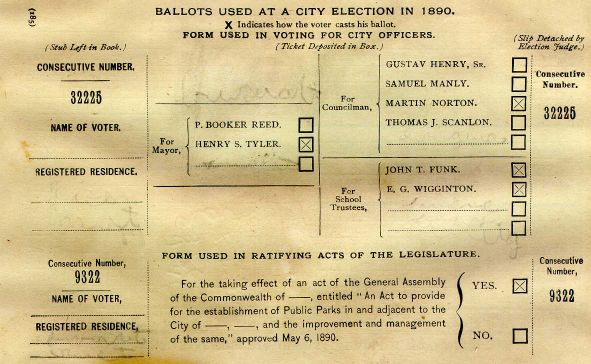 (285)
BALLOTS USED AT A CITY ELECTION IN 1890.
X Indicates how the voter casts his ballot.
FORM USED IN VOTING FOR CITY OFFICERS.
(Stub Left in Book.)
(Ticket Deposited in Box.)
(Slip Detached by
Election Judge.)
CONSECUTIVE NUMBER.
32225
NAME OF VOTER.
REGISTERED RESIDENCE.
For
Mayor,
P. BOOKER REED.
HENRY S. TYLER.
For
Councilman,
GUSTAV HENRY, SR.
SAMUEL MANLY.
MARTIN NORTON.
THOMAS J. SCANLON.
For
School
Trustees,
JOHN T. FUNK.
E. G. WIGGINTON.
Consecutive
Number.
32225
FORM USED IN RATIFYING ACTS OF THE LEGISLATURE.
Consecutive Number,
9322
NAME OF VOTER,
REGISTERED RESIDENCE,
For the taking effect of an act of the General Assembly
of the Commonwealth of ——, entitled "An Act to provide
for the establishment of Public Parks in and adjacent to the
City of ——, ——, and the improvement and management
of the same," approved May 6, 1890.
YES.
NO.
Consecutive
Number.
9322